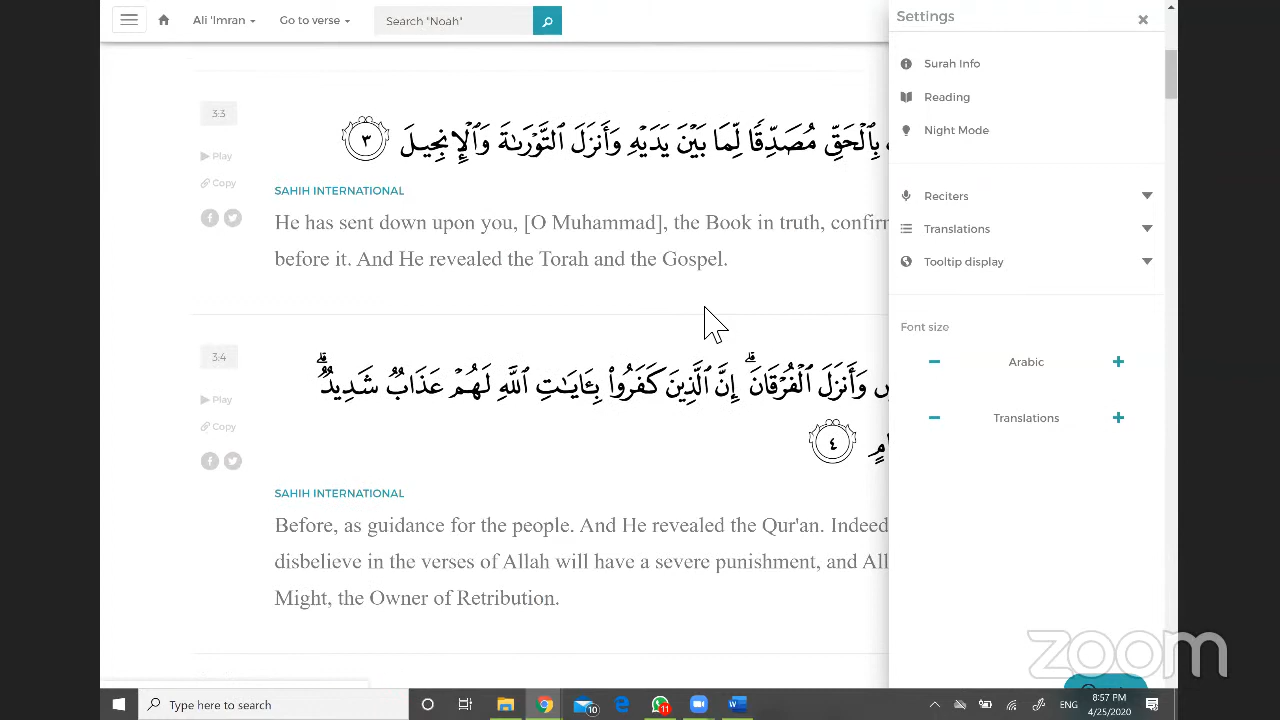 Ali 'Imran
Go to verse
Search "Noah"
Settings
3:3
بِٱلْحَقِّ مُصَدِّقًا لِّمَا بَيْنَ يَدَيْهِ وَأَنزَلَ ٱلتَّوْرَىٰةَ وَٱلْإِنجِيلَ ٣
Play
Copy
SAHIH INTERNATIONAL
He has sent down upon you, [O Muhammad], the Book in truth, confirm
before it. And He revealed the Torah and the Gospel.
3:4
وَأَنزَلَ ٱلْفُرْقَانَ ۗ إِنَّ ٱلَّذِينَ كَفَرُوا۟ بِـَٔايَـٰتِ ٱللَّهِ لَهُمْ عَذَابٌ شَدِيدٌ ۗ
٤
Play
Copy
SAHIH INTERNATIONAL
Before, as guidance for the people. And He revealed the Qur'an. Indeed
disbelieve in the verses of Allah will have a severe punishment, and All
Might, the Owner of Retribution.
Surah Info
Reading
Night Mode
Reciters
Translations
Tooltip display
Font size
Arabic
Translations
zoom
Type here to search
10
11
ENG
8:57 PM
4/25/2020